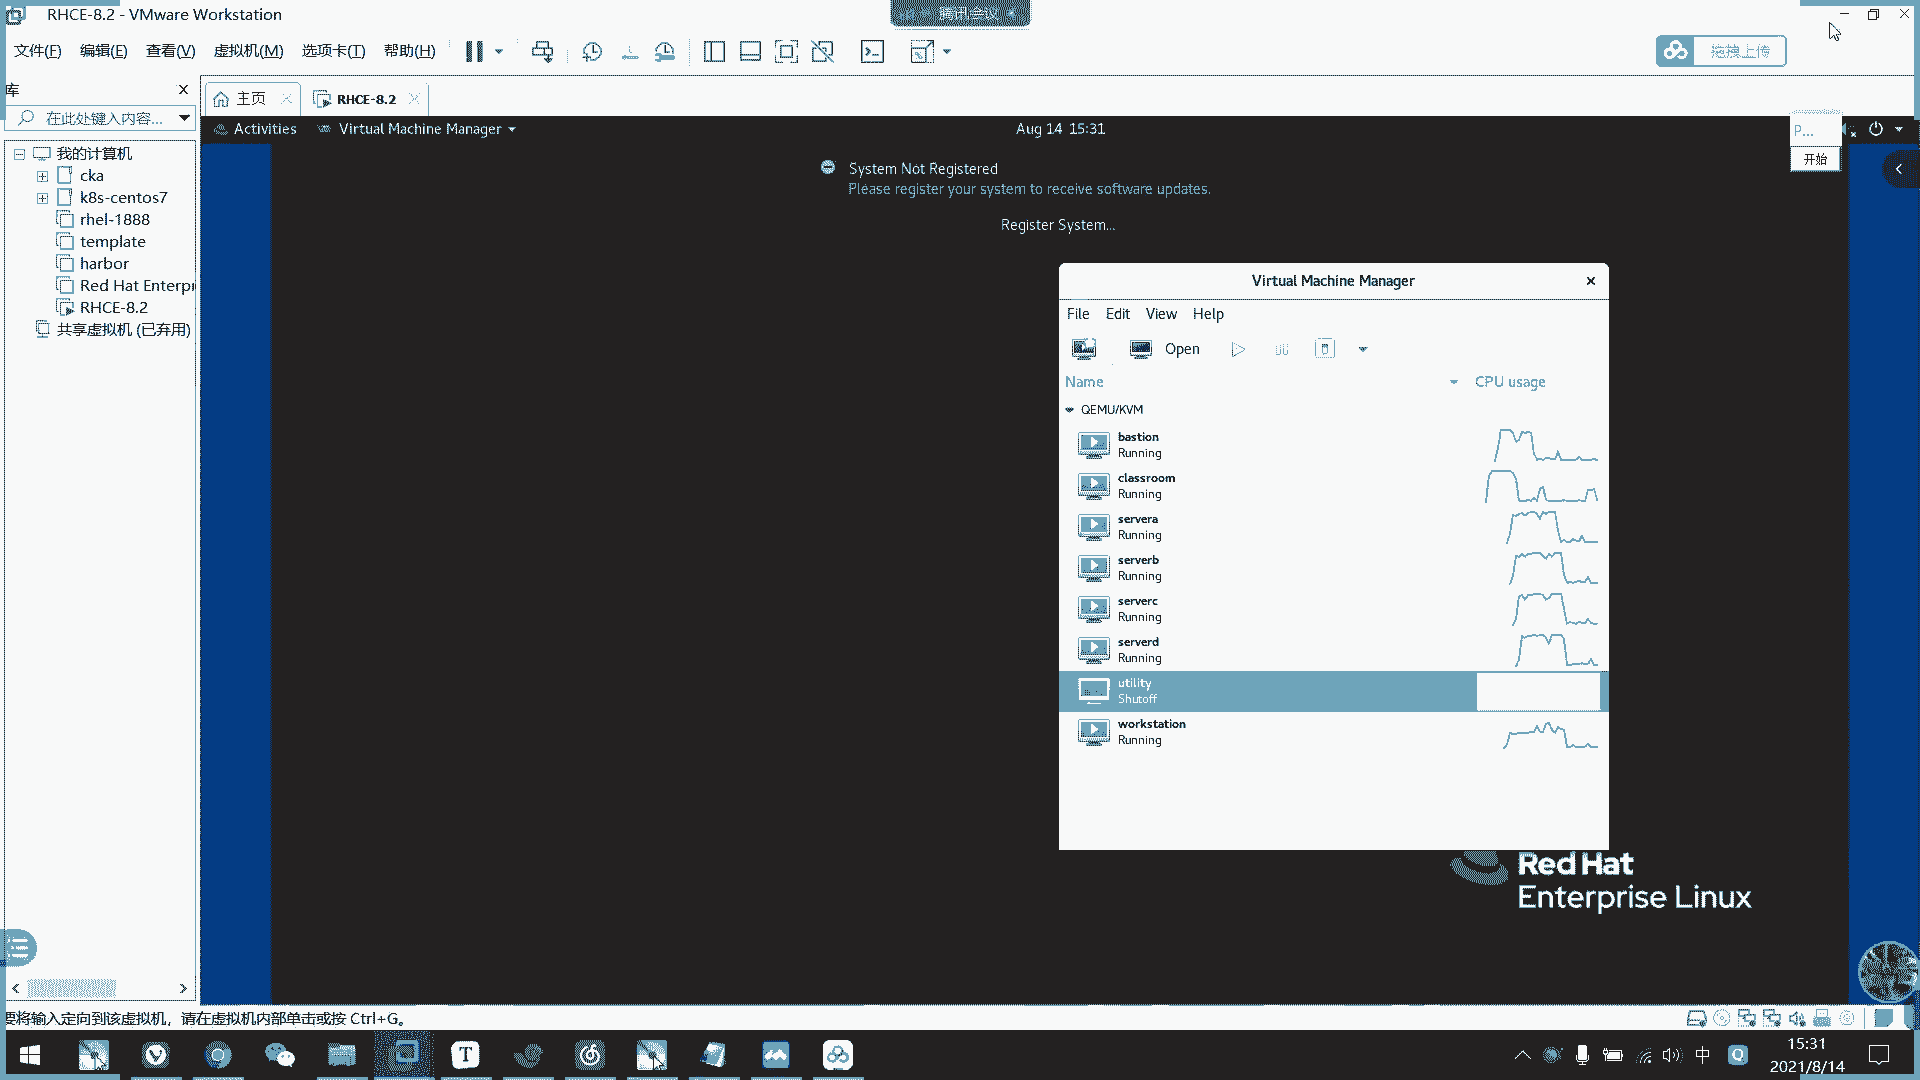 RHCE-8.2 - VMware Workstation
腾讯会议
文件(F) 编辑(E) 查看(V) 虚拟机(M) 选项卡(T) 帮助(H)
拖拽上传
库
主页
RHCE-8.2
在此处键入内容...
Activities
Virtual Machine Manager
Aug 14 15:31
P...
开始
我的计算机
cka
k8s-centos7
rhel-1888
template
harbor
Red Hat Enterpr
RHCE-8.2
共享虚拟机 (已弃用)
System Not Registered
Please register your system to receive software updates.
Register System...
Virtual Machine Manager
File Edit View Help
Open
Name
CPU usage
QEMU/KVM
bastion
Running
classroom
Running
servera
Running
serverb
Running
serverc
Running
serverd
Running
utility
Shutoff
workstation
Running
Red Hat
Enterprise Linux
要将输入定向到该虚拟机，请在虚拟机内部单击或按 Ctrl+G。
中
15:31
2021/8/14